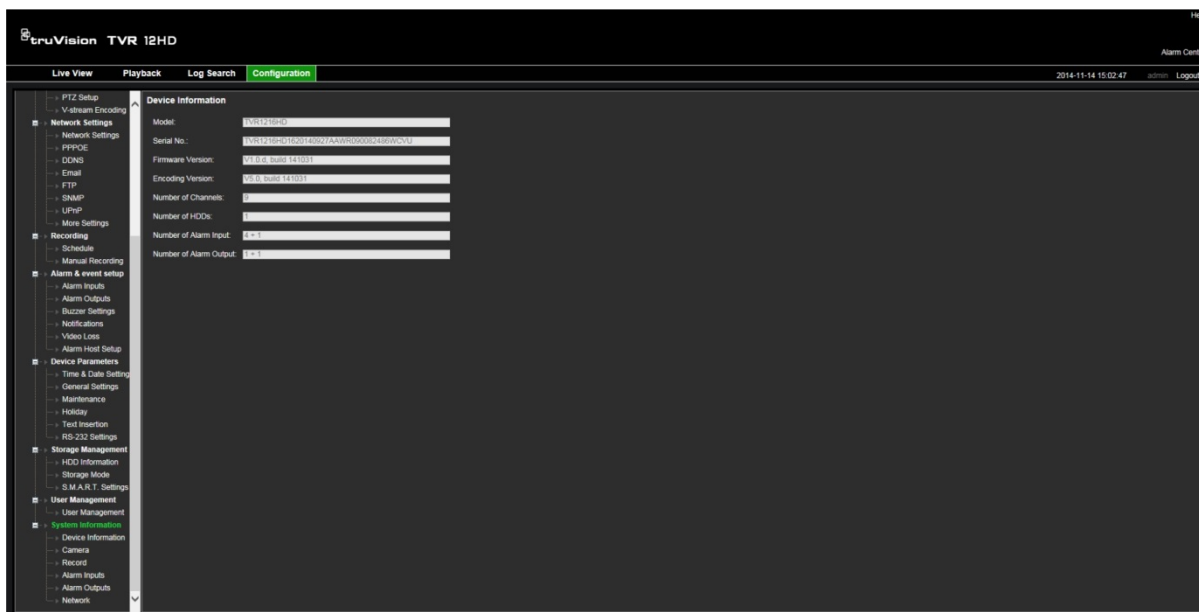 He
truVision TVR 12HD
Alarm Cent
Live View Playback Log Search Configuration 2014-11-14 15:02:47 admin Logout
PTZ Setup
V-stream Encoding
Network Settings
Network Settings
PPPOE
DDNS
Email
FTP
SNMP
UPnP
More Settings
Recording
Schedule
Manual Recording
Alarm & event setup
Alarm Inputs
Alarm Outputs
Buzzer Settings
Notifications
Video Loss
Alarm Host Setup
Device Parameters
Time & Date Setting
General Settings
Maintenance
Holiday
Text Insertion
RS-232 Settings
Storage Management
HDD Information
Storage Mode
S.M.A.R.T. Settings
User Management
User Management
System Information
Device Information
Camera
Record
Alarm Inputs
Alarm Outputs
Network
Device Information
Model: TVR1216HD
Serial No.: TVR1216HD1620140927AAWR090082486WCVU
Firmware Version: V1.0.d, build 141031
Encoding Version: V5.0, build 141031
Number of Channels: 9
Number of HDDs: 1
Number of Alarm Input: 4 + 1
Number of Alarm Output: 1 + 1